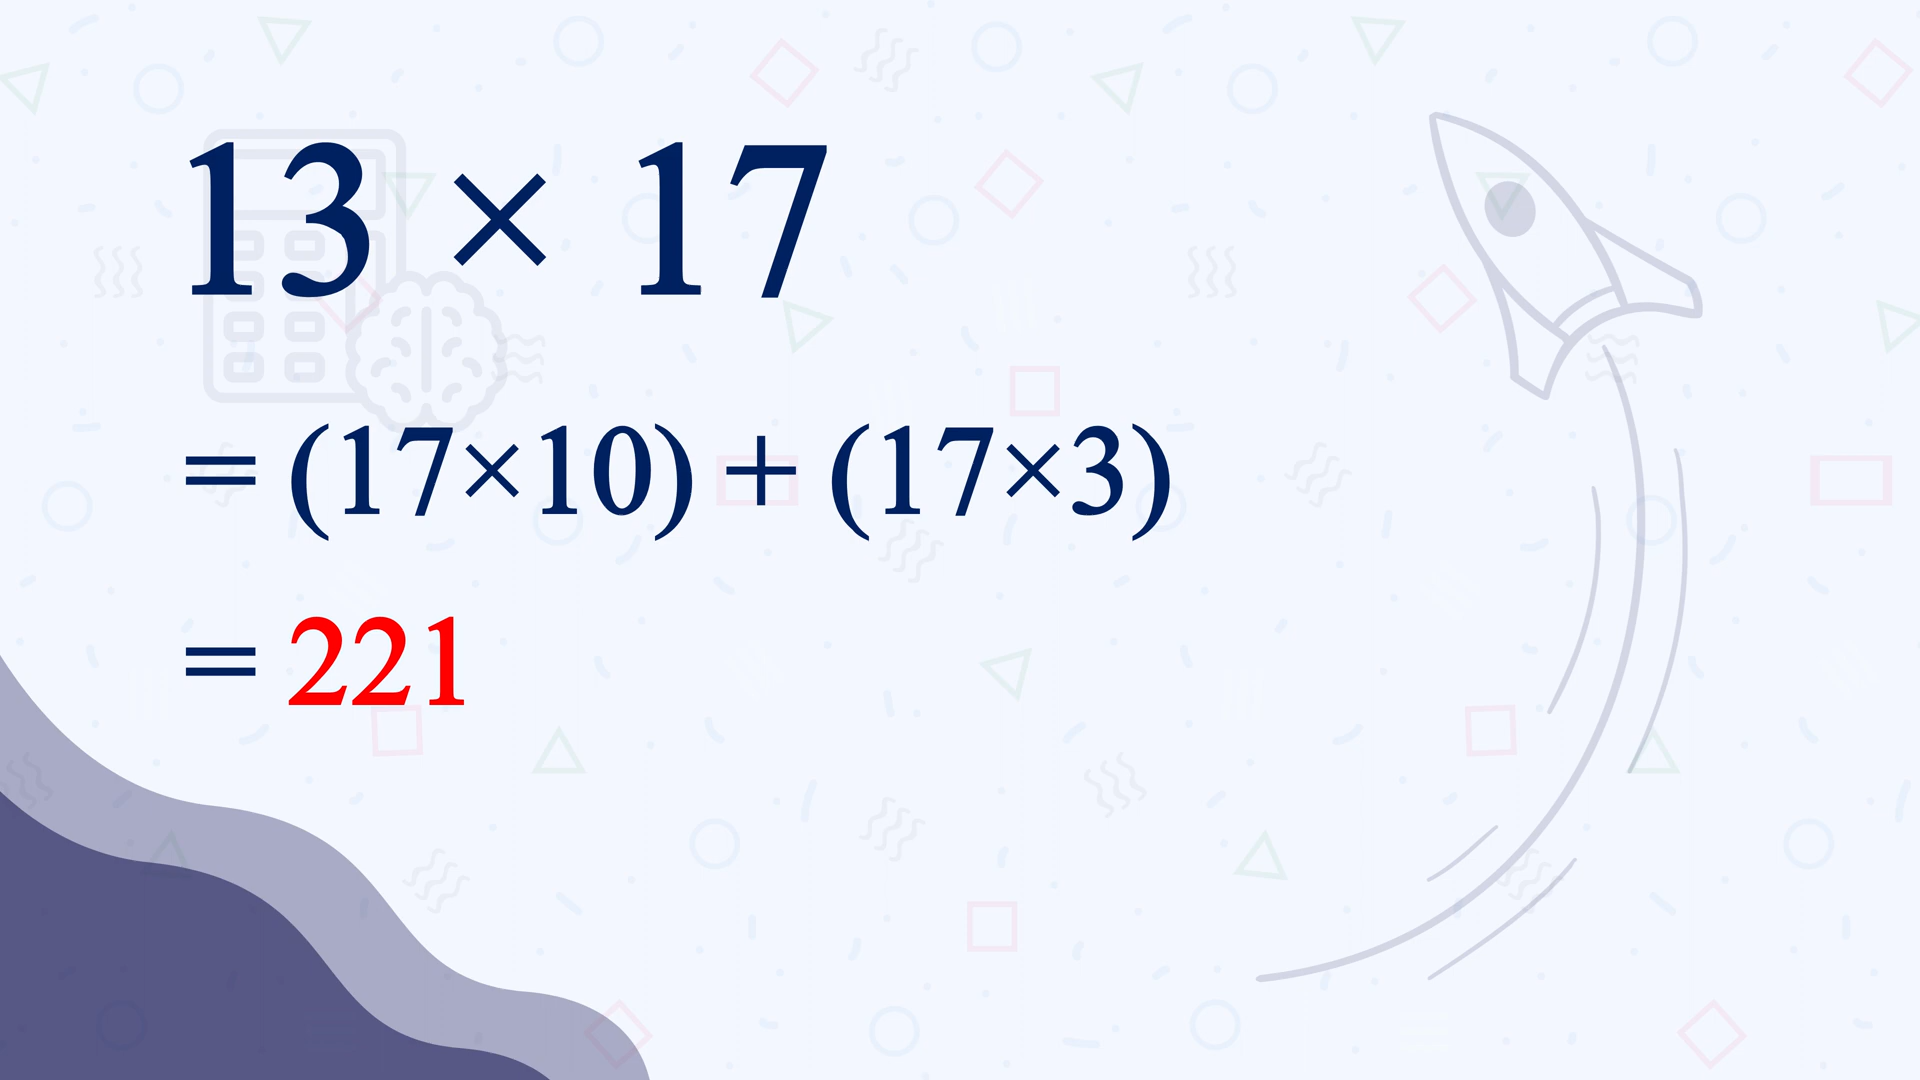 13 × 17
= (17×10) + (17×3)
= 221